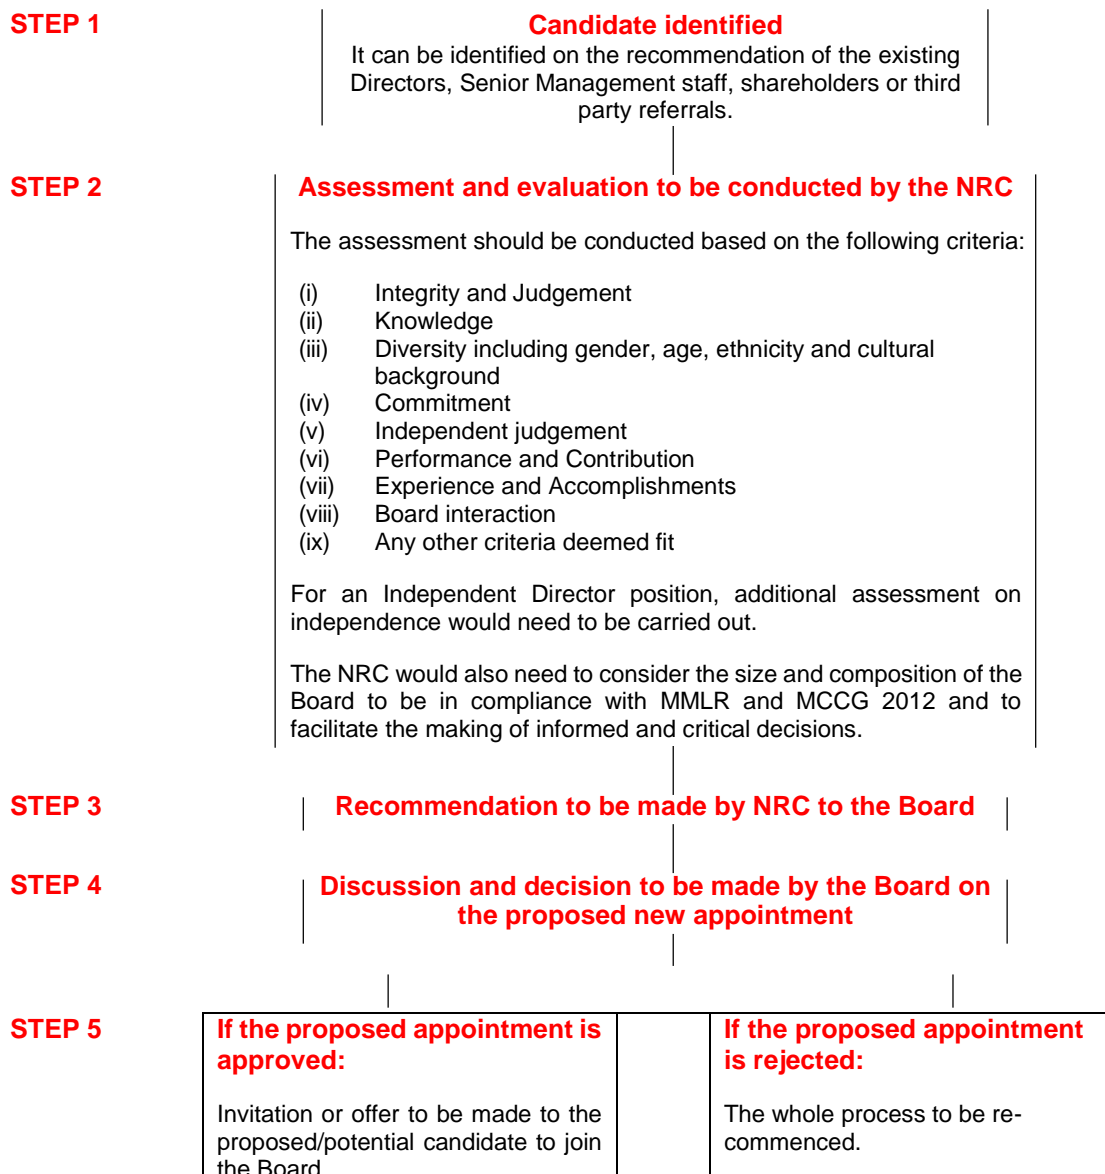 STEP 1
Candidate identified
It can be identified on the recommendation of the existing
Directors, Senior Management staff, shareholders or third
party referrals.
STEP 2
Assessment and evaluation to be conducted by the NRC
The assessment should be conducted based on the following criteria:
(i) Integrity and Judgement
(ii) Knowledge
(iii) Diversity including gender, age, ethnicity and cultural
background
(iv) Commitment
(v) Independent judgement
(vi) Performance and Contribution
(vii) Experience and Accomplishments
(viii) Board interaction
(ix) Any other criteria deemed fit
For an Independent Director position, additional assessment on
independence would need to be carried out.
The NRC would also need to consider the size and composition of the
Board to be in compliance with MMLR and MCCG 2012 and to
facilitate the making of informed and critical decisions.
STEP 3
Recommendation to be made by NRC to the Board
STEP 4
Discussion and decision to be made by the Board on
the proposed new appointment
STEP 5
If the proposed appointment is
approved:
Invitation or offer to be made to the
proposed/potential candidate to join
the Board
If the proposed appointment
is rejected:
The whole process to be re-
commenced.